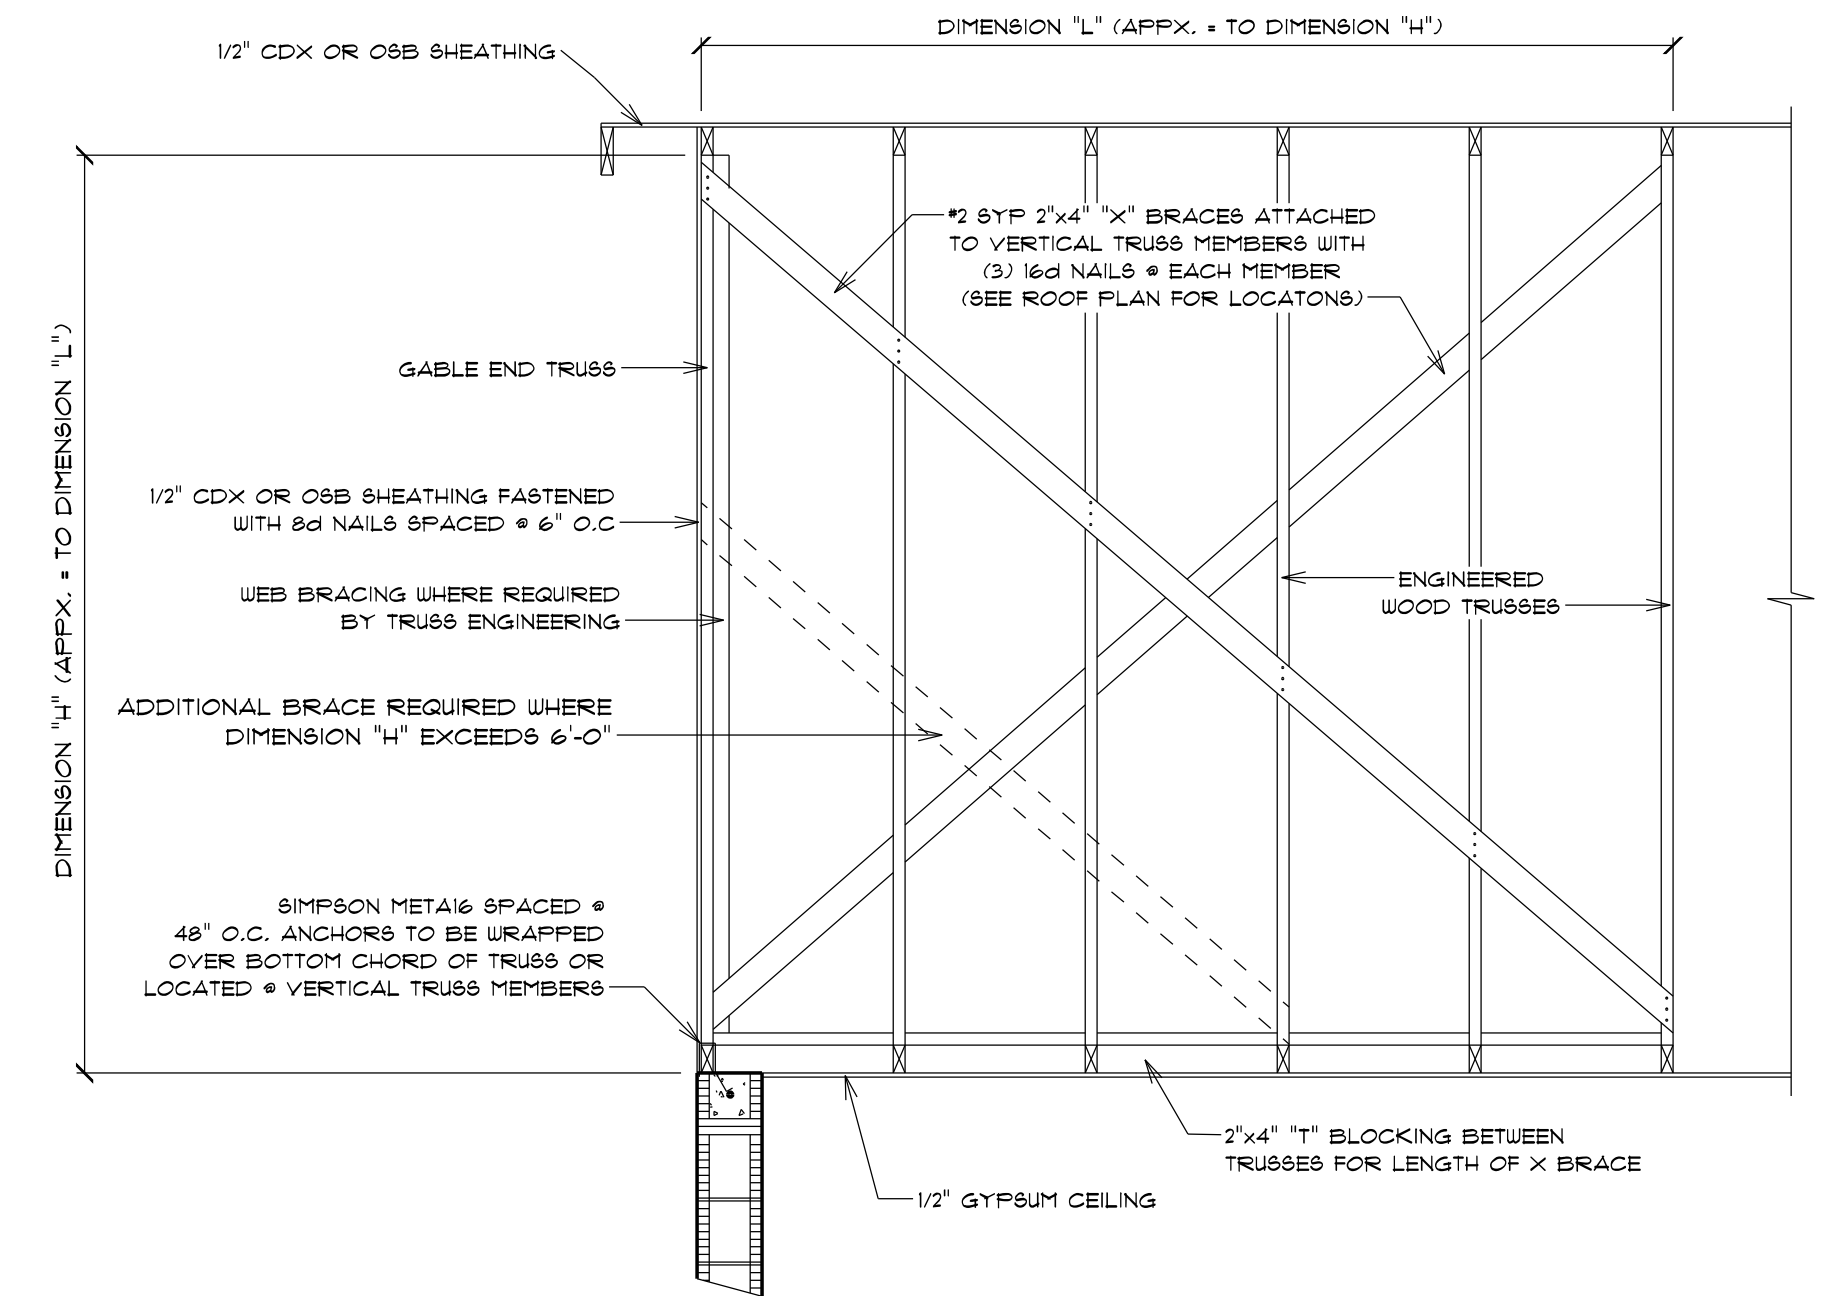 DIMENSION "L" (APPX. = TO DIMENSION "H")
1/2" CDX OR OSB SHEATHING
#2 SYP 2"x4" "X" BRACES ATTACHED
TO VERTICAL TRUSS MEMBERS WITH
(3) 16d NAILS @ EACH MEMBER
(SEE ROOF PLAN FOR LOCATONS)
DIMENSION "H" (APPX. = TO DIMENSION "L")
GABLE END TRUSS
1/2" CDX OR OSB SHEATHING FASTENED
WITH 8d NAILS SPACED @ 6" O.C
WEB BRACING WHERE REQUIRED
BY TRUSS ENGINEERING
ENGINEERED
WOOD TRUSSES
ADDITIONAL BRACE REQUIRED WHERE
DIMENSION "H" EXCEEDS 6'-0"
SIMPSON META16 SPACED @
48" O.C. ANCHORS TO BE WRAPPED
OVER BOTTOM CHORD OF TRUSS OR
LOCATED @ VERTICAL TRUSS MEMBERS
2"x4" "T" BLOCKING BETWEEN
TRUSSES FOR LENGTH OF X BRACE
1/2" GYPSUM CEILING